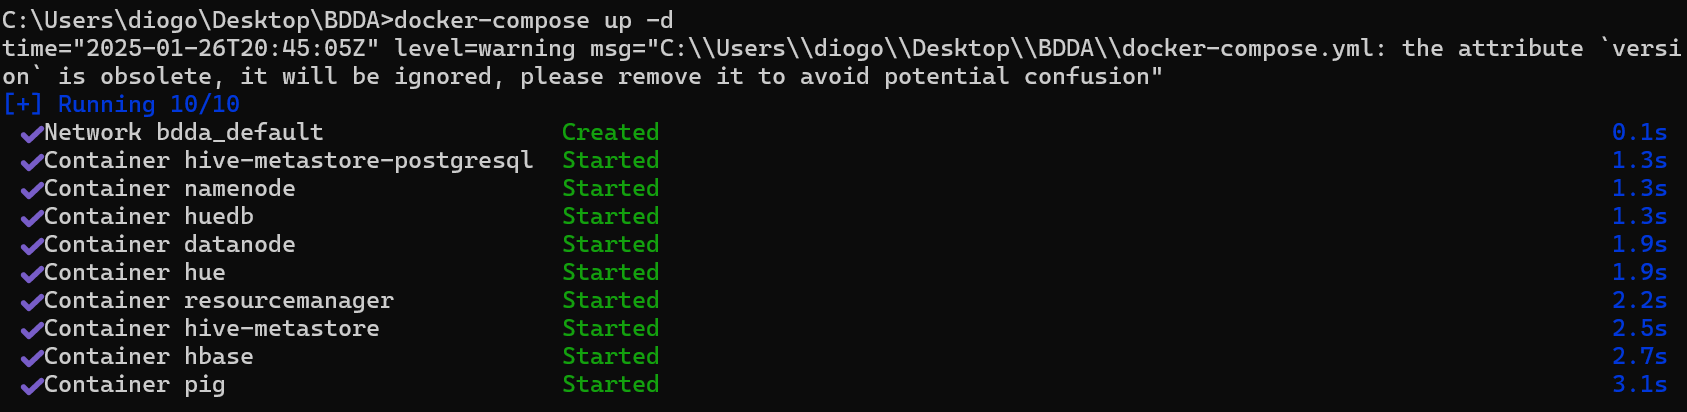 C:\Users\diogo\Desktop\BDDA>docker-compose up -d
time="2025-01-26T20:45:05Z" level=warning msg="C:\\Users\\diogo\\Desktop\\BDDA\\docker-compose.yml: the attribute `versi
on` is obsolete, it will be ignored, please remove it to avoid potential confusion"
[+] Running 10/10
✔Network bdda_default Created 0.1s
✔Container hive-metastore-postgresql Started 1.3s
✔Container namenode Started 1.3s
✔Container huedb Started 1.3s
✔Container datanode Started 1.9s
✔Container hue Started 1.9s
✔Container resourcemanager Started 2.2s
✔Container hive-metastore Started 2.5s
✔Container hbase Started 2.7s
✔Container pig Started 3.1s